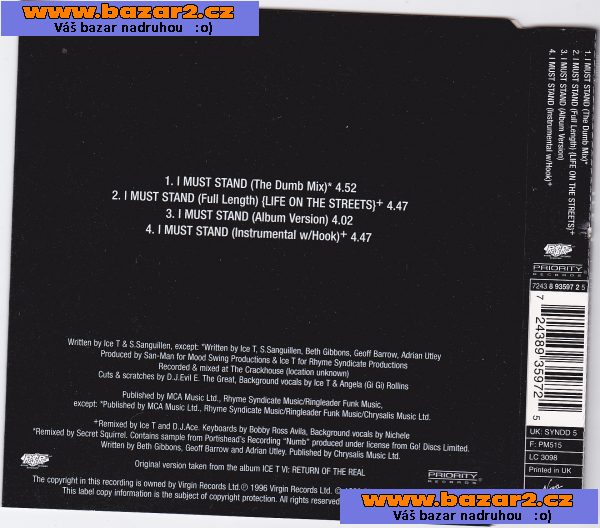 www.bazar2.cz
Váš bazar nadruhou :o)
www.bazar2.cz
Váš bazar nadruhou :o)
1. I MUST STAND (The Dumb Mix)* 4.52
2. I MUST STAND (Full Length) {LIFE ON THE STREETS}+ 4.47
3. I MUST STAND (Album Version) 4.02
4. I MUST STAND (Instrumental w/Hook)+ 4.47
Written by Ice T & S.Sanguillen, except: *Written by Ice T, S.Sanguillen, Beth Gibbons, Geoff Barrow, Adrian Utley
Produced by San-Man for Mood Swing Productions & Ice T for Rhyme Syndicate Productions
Recorded & mixed at The Crackhouse (location unknown)
Cuts & scratches by D.J.Evil E. The Great, Background vocals by Ice T & Angela (Gi Gi) Rollins
Published by MCA Music Ltd., Rhyme Syndicate Music/Ringleader Funk Music,
except: *Published by MCA Music Ltd., Rhyme Syndicate Music/Ringleader Funk Music/Chrysalis Music Ltd.
+Remixed by Ice T and D.J.Ace. Keyboards by Bobby Ross Avila, Background vocals by Nichele
*Remixed by Secret Squirrel. Contains sample from Portishead's Recording "Numb" produced under license from Go! Discs Limited.
Written by Beth Gibbons, Geoff Barrow and Adrian Utley. Published by Chrysalis Music Ltd.
Original version taken from the album ICE T VI: RETURN OF THE REAL
PRIORITY
RECORDS
The copyright in this recording is owned by Virgin Records Ltd. ℗ 1996 Virgin Records Ltd. ©
This label copy information is the subject of copyright protection. All rights reserved.
1. I MUST STAND (The Dumb Mix)*
2. I MUST STAND (Full Length) {LIFE ON THE STREETS}+
3. I MUST STAND (Album Version)
4. I MUST STAND (Instrumental w/Hook)+
PRIORITY
RECORDS
7243 8 93597 2 5
7 24389 35972 5
UK: SYNDD 5
F: PM515
LC 3098
Printed in UK
www.bazar2.cz
Váš bazar nadruhou :o)